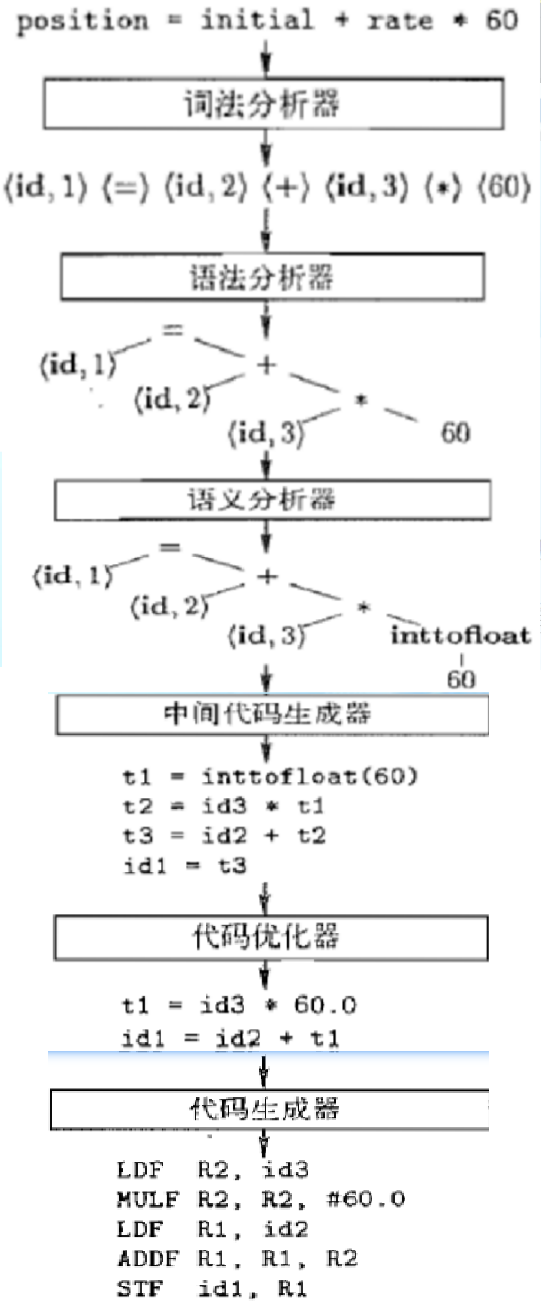 position = initial + rate * 60
词法分析器
⟨id, 1⟩ ⟨=⟩ ⟨id, 2⟩ ⟨+⟩ ⟨id, 3⟩ ⟨*⟩ ⟨60⟩
语法分析器
=
⟨id, 1⟩
+
⟨id, 2⟩
*
⟨id, 3⟩
60
语义分析器
=
⟨id, 1⟩
+
⟨id, 2⟩
*
⟨id, 3⟩
inttofloat
60
中间代码生成器
t1 = inttofloat(60)
t2 = id3 * t1
t3 = id2 + t2
id1 = t3
代码优化器
t1 = id3 * 60.0
id1 = id2 + t1
代码生成器
LDF R2, id3
MULF R2, R2, #60.0
LDF R1, id2
ADDF R1, R1, R2
STF id1, R1